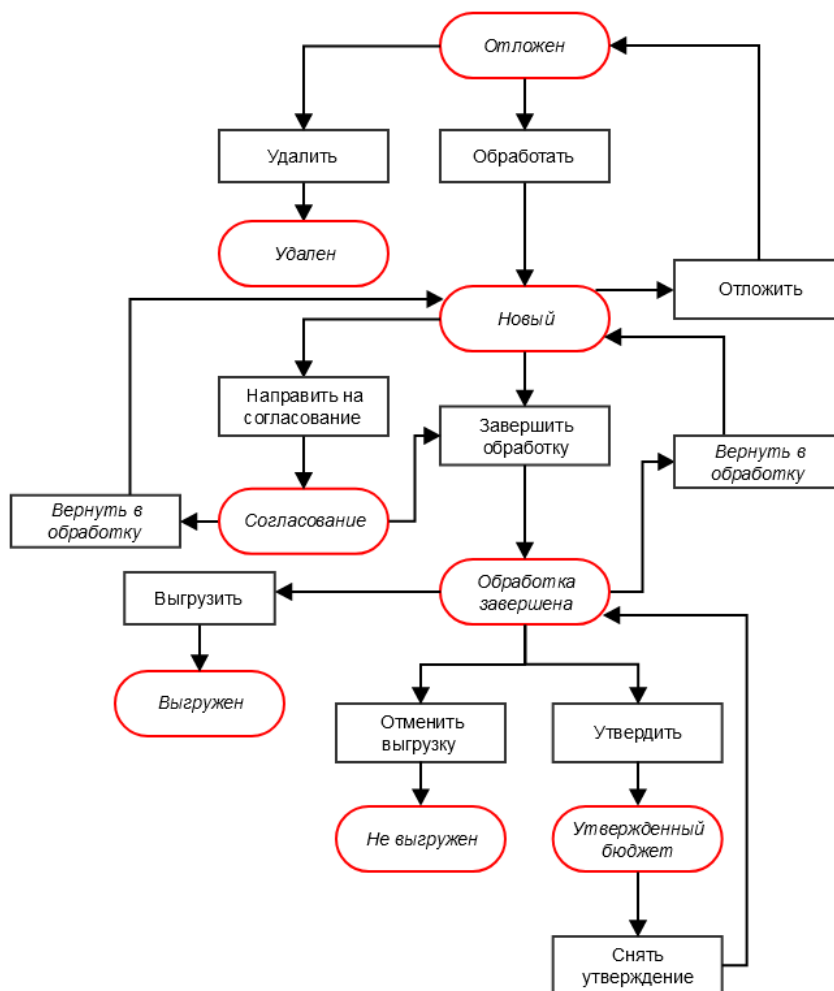 Отложен
Удалить
Обработать
Удален
Отложить
Новый
Направить на
согласование
Завершить
обработку
Вернуть в
обработку
Вернуть в
обработку
Согласование
Обработка
завершена
Выгрузить
Выгружен
Отменить
выгрузку
Утвердить
Не выгружен
Утвержденный
бюджет
Снять
утверждение